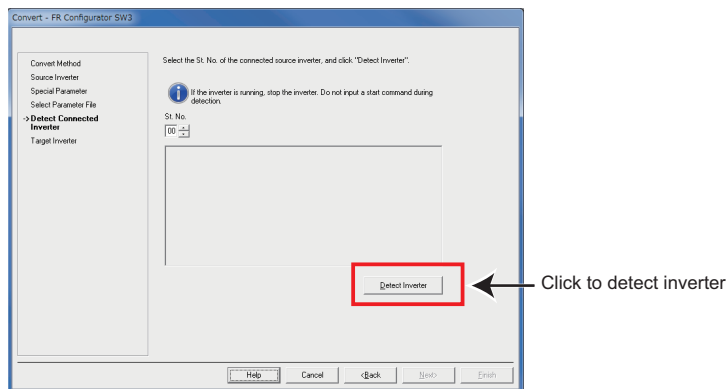 Convert - FR Configurator SW3
Convert Method
Source Inverter
Special Parameter
Select Parameter File
->Detect Connected
Inverter
Target Inverter
Select the St. No. of the connected source inverter, and click "Detect Inverter".
If the inverter is running, stop the inverter. Do not input a start command during
detection.
St. No.
00
Detect Inverter
Click to detect inverter
Help
Cancel
<Back
Next>
Finish